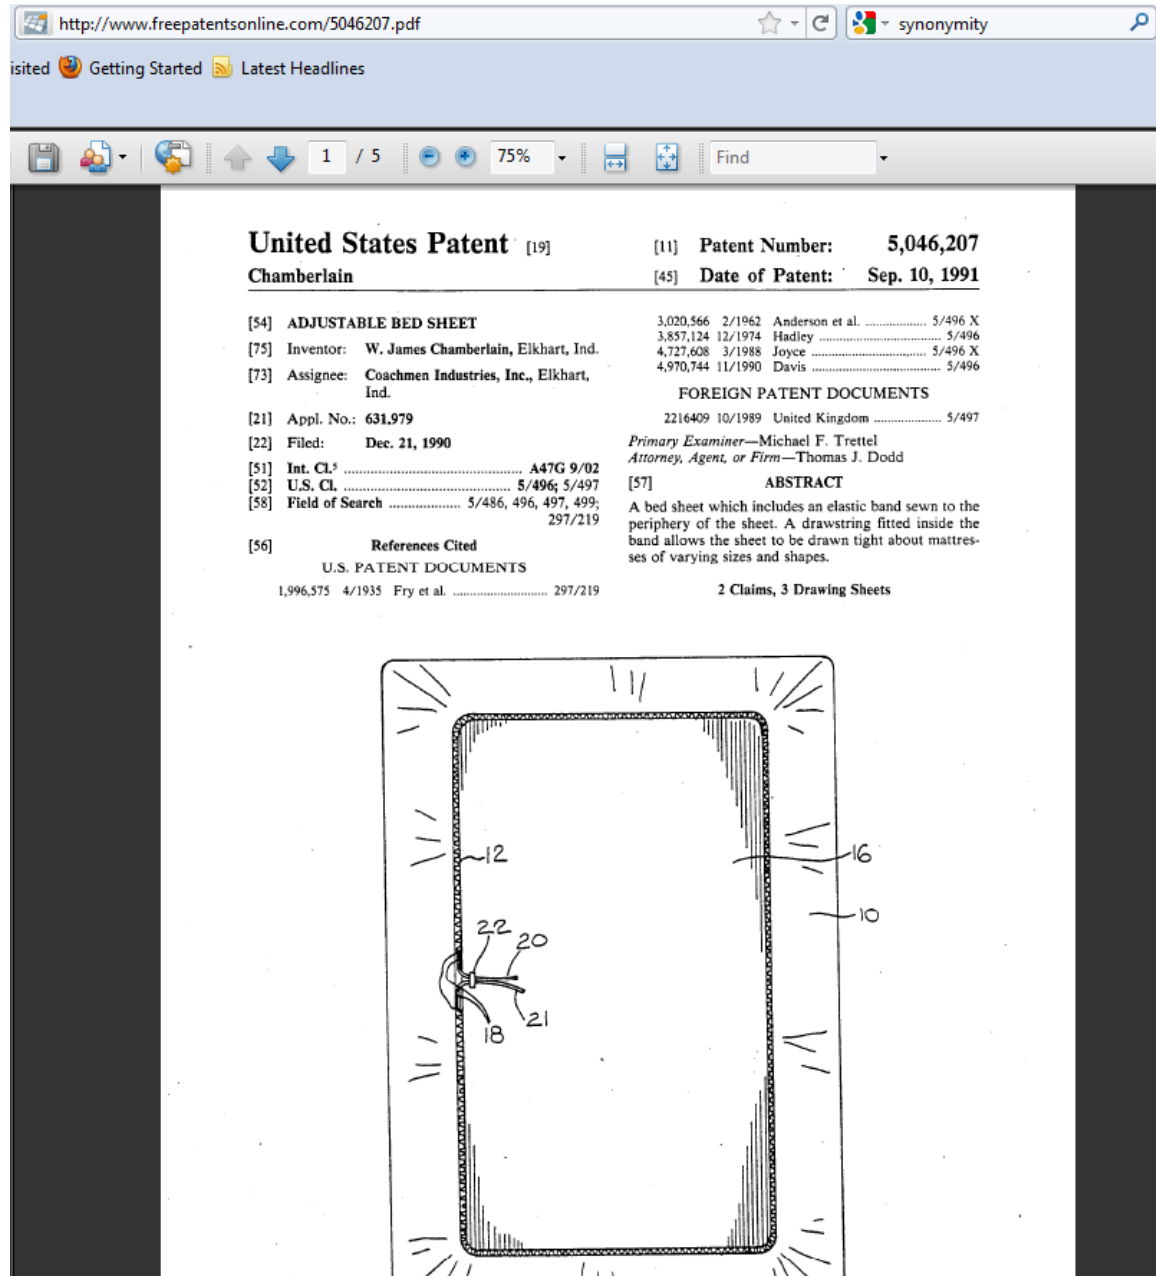 http://www.freepatentsonline.com/5046207.pdf
synonymity
isited Getting Started Latest Headlines
1 / 5 75% Find
United States Patent [19]
Chamberlain
[11] Patent Number: 5,046,207
[45] Date of Patent: Sep. 10, 1991
[54] ADJUSTABLE BED SHEET
[75] Inventor: W. James Chamberlain, Elkhart, Ind.
[73] Assignee: Coachmen Industries, Inc., Elkhart,
Ind.
[21] Appl. No.: 631,979
[22] Filed: Dec. 21, 1990
[51] Int. Cl.⁵ ............ A47G 9/02
[52] U.S. Cl. ............ 5/496; 5/497
[58] Field of Search ............ 5/486, 496, 497, 499;
297/219
[56] References Cited
U.S. PATENT DOCUMENTS
1,996,575 4/1935 Fry et al. ............ 297/219
3,020,566 2/1962 Anderson et al. ............ 5/496 X
3,857,124 12/1974 Hadley ............ 5/496
4,727,608 3/1988 Joyce ............ 5/496 X
4,970,744 11/1990 Davis ............ 5/496
FOREIGN PATENT DOCUMENTS
2216409 10/1989 United Kingdom ............ 5/497
Primary Examiner—Michael F. Trettel
Attorney, Agent, or Firm—Thomas J. Dodd
[57] ABSTRACT
A bed sheet which includes an elastic band sewn to the
periphery of the sheet. A drawstring fitted inside the
band allows the sheet to be drawn tight about mattres-
ses of varying sizes and shapes.
2 Claims, 3 Drawing Sheets
12
16
10
22
20
21
18